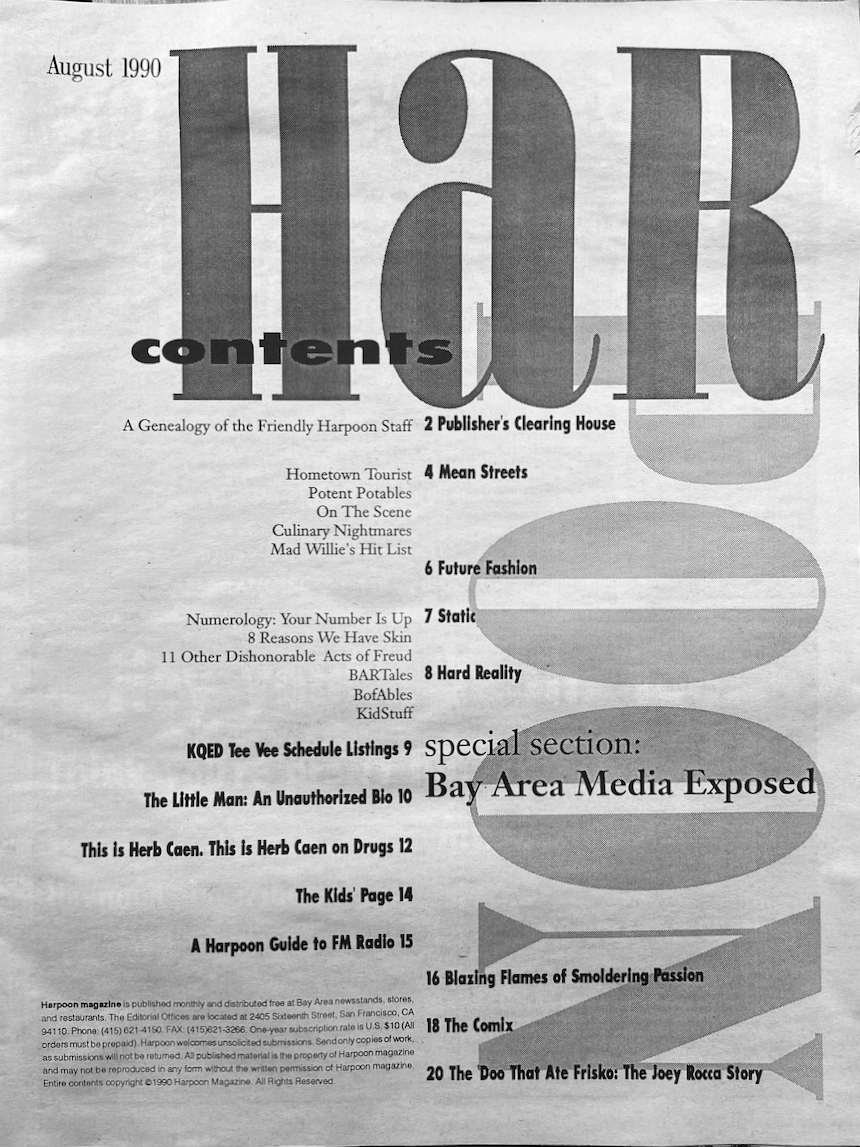 August 1990
HaR
POON
contents
A Genealogy of the Friendly Harpoon Staff 2 Publisher's Clearing House
Hometown Tourist 4 Mean Streets
Potent Potables
On The Scene
Culinary Nightmares
Mad Willie's Hit List
6 Future Fashion
Numerology: Your Number Is Up 7 Static
8 Reasons We Have Skin
11 Other Dishonorable Acts of Freud
BARTales 8 Hard Reality
BofAbles
KidStuff
special section:
Bay Area Media Exposed
KQED Tee Vee Schedule Listings 9
The Little Man: An Unauthorized Bio 10
This is Herb Caen. This is Herb Caen on Drugs 12
The Kids' Page 14
A Harpoon Guide to FM Radio 15
16 Blazing Flames of Smoldering Passion
18 The Comix
20 The 'Doo That Ate Frisko: The Joey Rocca Story
Harpoon magazine is published monthly and distributed free at Bay Area newsstands, stores,
and restaurants. The Editorial Offices are located at 2405 Sixteenth Street, San Francisco, CA
94110. Phone: (415) 621-4150. FAX: (415)621-3266. One-year subscription rate is U.S. $10 (All
orders must be prepaid). Harpoon welcomes unsolicited submissions. Send only copies of work,
as submissions will not be returned. All published material is the property of Harpoon magazine
and may not be reproduced in any form without the written permission of Harpoon magazine.
Entire contents copyright ©1990 Harpoon Magazine. All Rights Reserved.